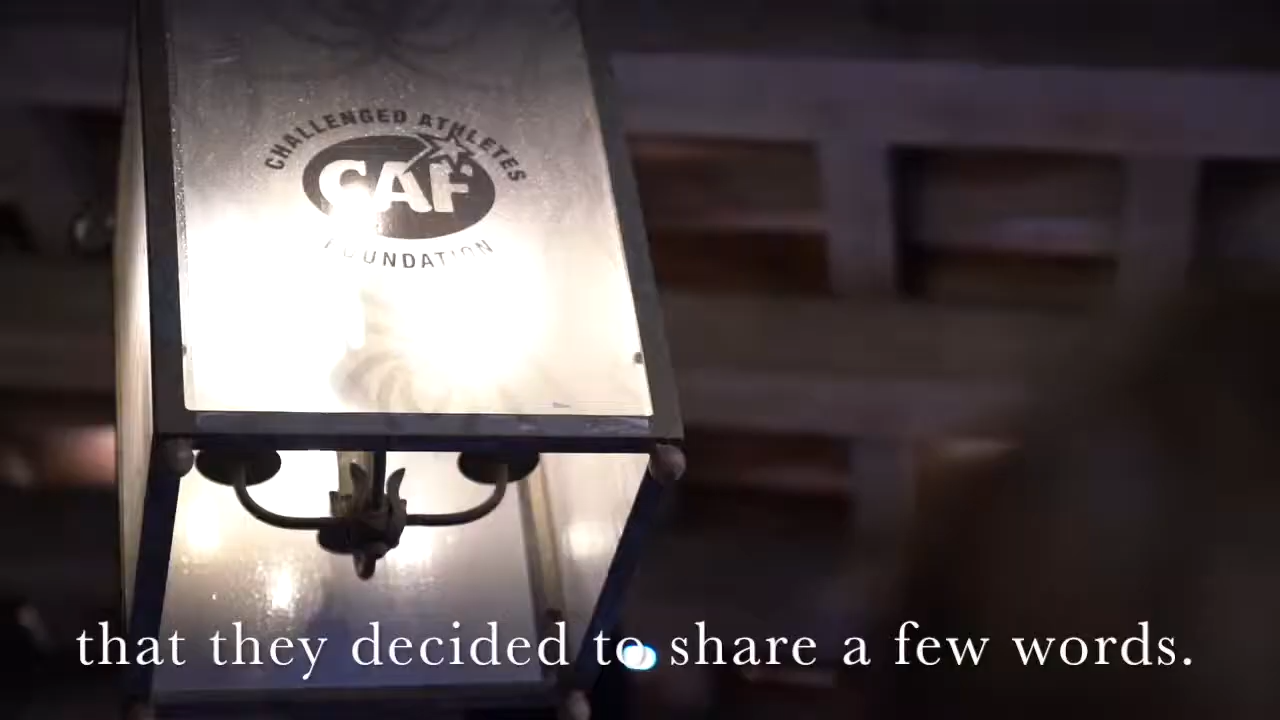 CHALLENGED ATHLETES
CAF
FOUNDATION
that they decided to share a few words.